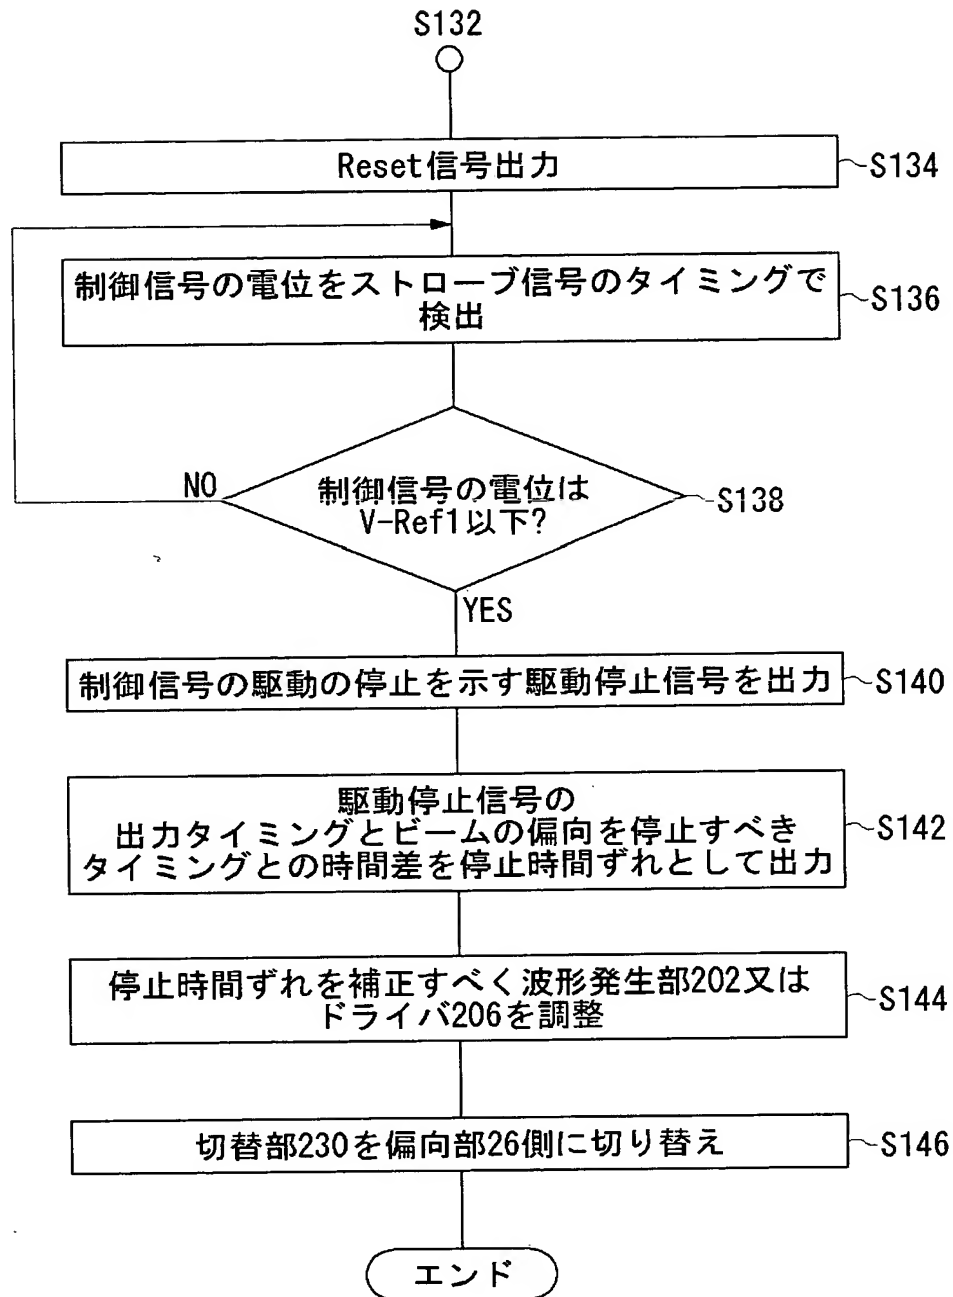 S132
Reset信号出力
S134
制御信号の電位をストローブ信号のタイミングで
検出
S136
NO
制御信号の電位は
V-Ref1以下?
S138
YES
制御信号の駆動の停止を示す駆動停止信号を出力
S140
駆動停止信号の
出力タイミングとビームの偏向を停止すべき
タイミングとの時間差を停止時間ずれとして出力
S142
停止時間ずれを補正すべく波形発生部202又は
ドライバ206を調整
S144
切替部230を偏向部26側に切り替え
S146
エンド